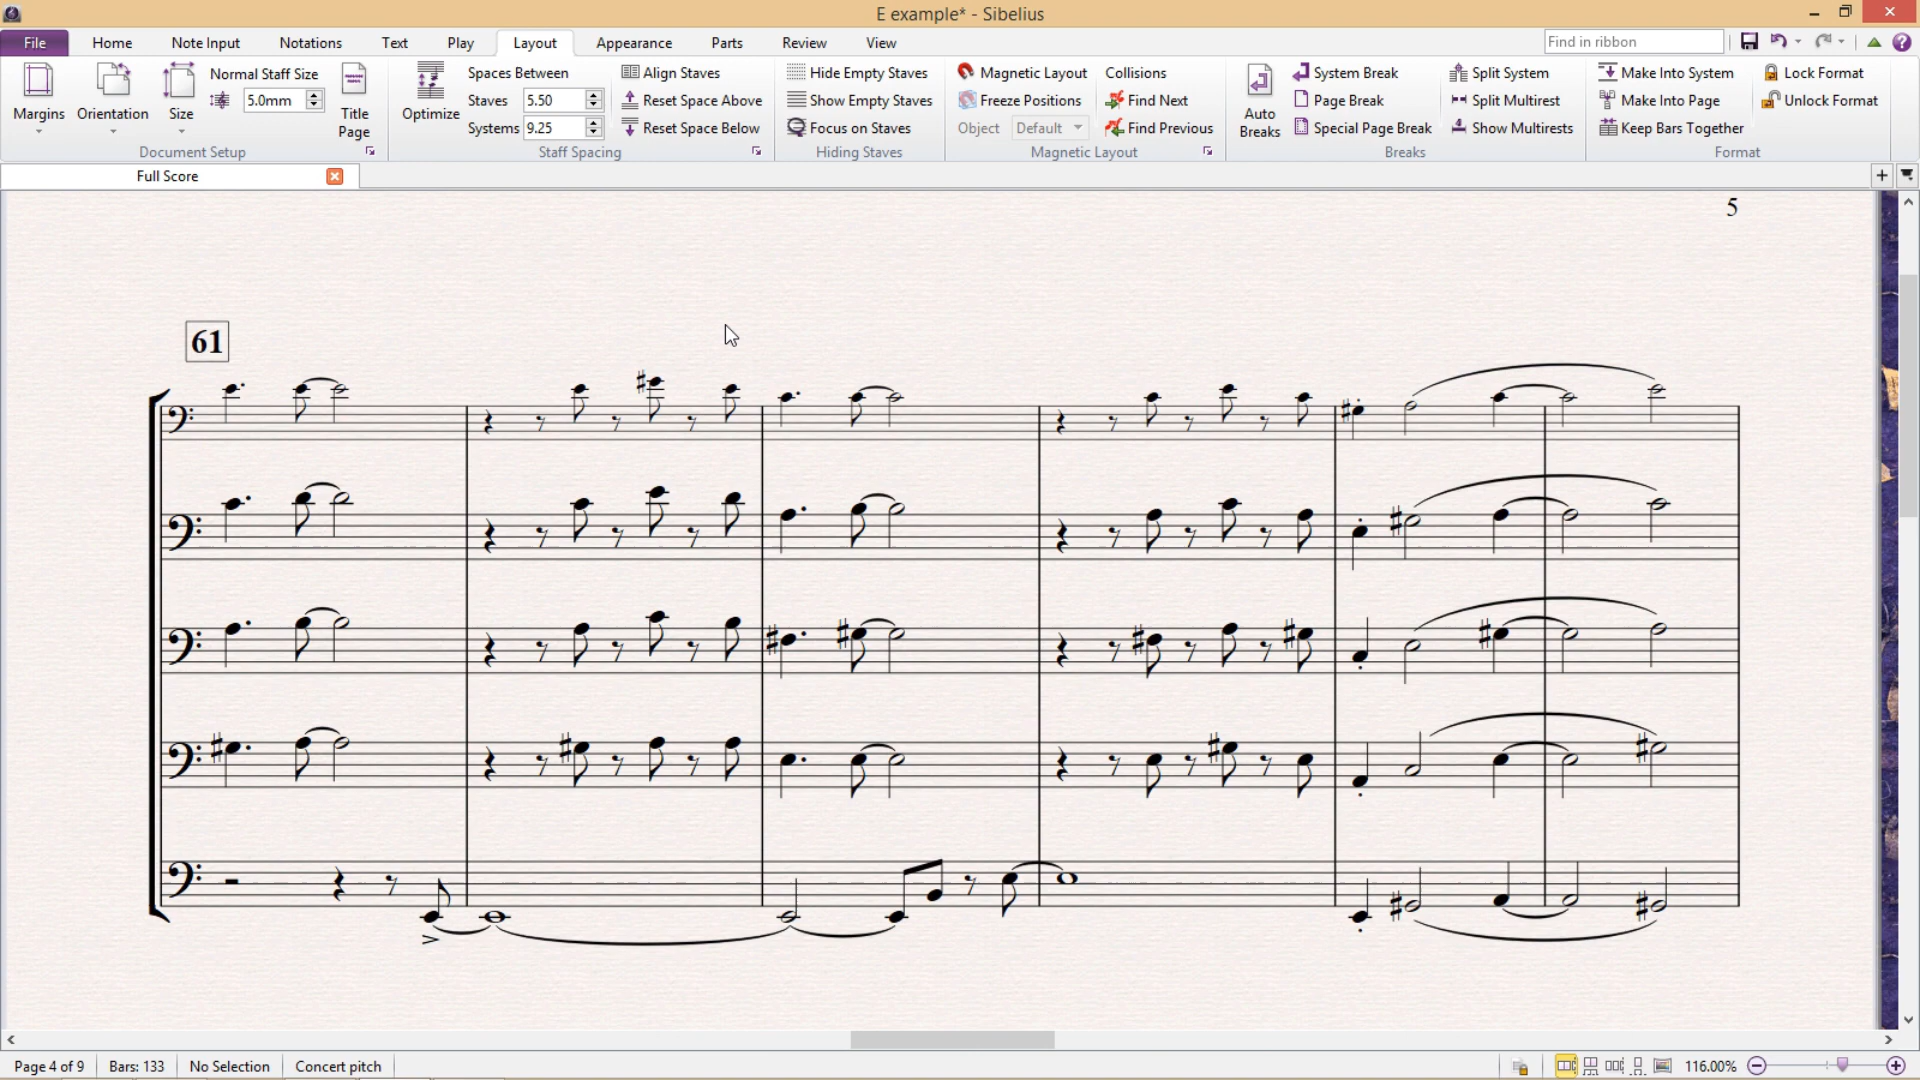 E example* - Sibelius
File Home Note Input Notations Text Play Layout Appearance Parts Review View Find in ribbon
Margins Orientation Size Normal Staff Size 5.0mm Title Page
Document Setup
Optimize Spaces Between Staves 5.50 Systems 9.25
Align Staves
Reset Space Above
Reset Space Below
Staff Spacing
Hide Empty Staves
Show Empty Staves
Focus on Staves
Hiding Staves
Magnetic Layout
Freeze Positions
Object Default
Collisions
Find Next
Find Previous
Magnetic Layout
Auto Breaks
System Break
Page Break
Special Page Break
Split System
Split Multirest
Show Multirests
Breaks
Make Into System
Make Into Page
Keep Bars Together
Lock Format
Unlock Format
Format
Full Score
5
61
Page 4 of 9 Bars: 133 No Selection Concert pitch 116.00%